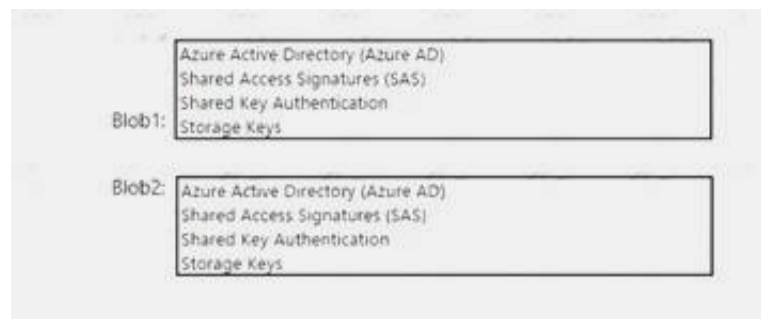 Azure Active Directory (Azure AD)
Shared Access Signatures (SAS)
Shared Key Authentication
Blob1: Storage Keys
Blob2: Azure Active Directory (Azure AD)
Shared Access Signatures (SAS)
Shared Key Authentication
Storage Keys